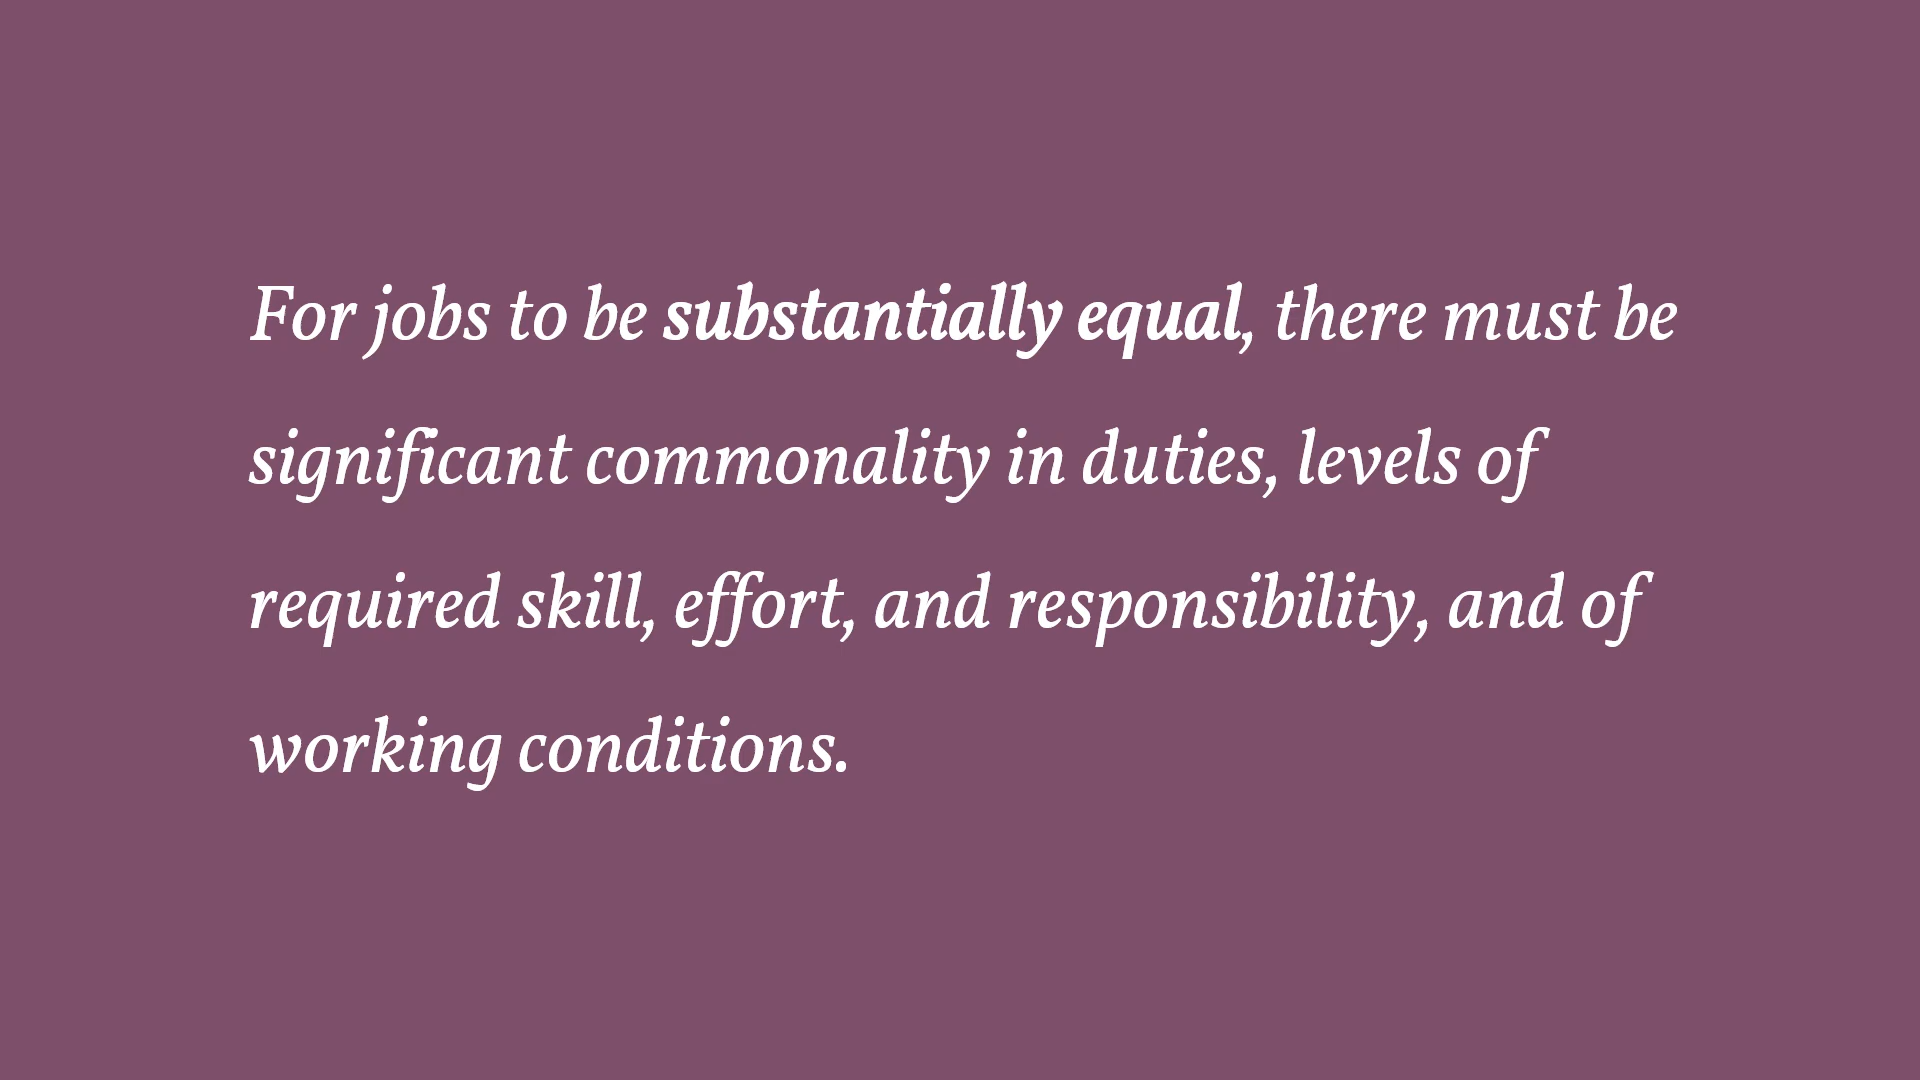 For jobs to be substantially equal, there must be
significant commonality in duties, levels of
required skill, effort, and responsibility, and of
working conditions.